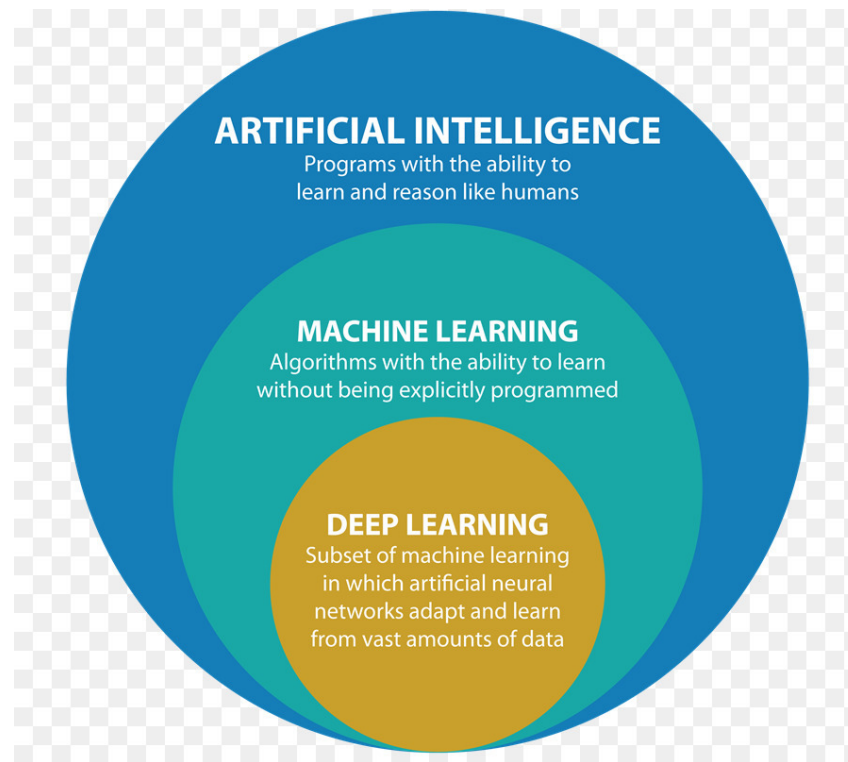 ARTIFICIAL INTELLIGENCE
Programs with the ability to
learn and reason like humans
MACHINE LEARNING
Algorithms with the ability to learn
without being explicitly programmed
DEEP LEARNING
Subset of machine learning
in which artificial neural
networks adapt and learn
from vast amounts of data